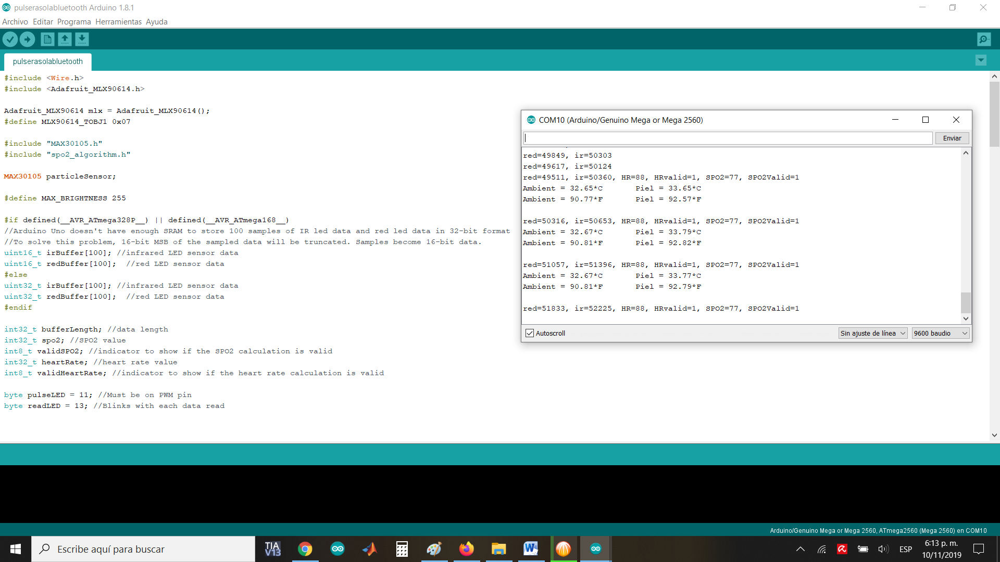 pulserasolabluetooth Arduino 1.8.1
Archivo Editar Programa Herramientas Ayuda
pulserasolabluetooth
#include <Wire.h>
#include <Adafruit_MLX90614.h>
Adafruit_MLX90614 mlx = Adafruit_MLX90614();
#define MLX90614_TOBJ1 0x07
#include "MAX30105.h"
#include "spo2_algorithm.h"
MAX30105 particleSensor;
#define MAX_BRIGHTNESS 255
#if defined(__AVR_ATmega328P__) || defined(__AVR_ATmega168__)
//Arduino Uno doesn't have enough SRAM to store 100 samples of IR led data and red led data in 32-bit format
//To solve this problem, 16-bit MSB of the sampled data will be truncated. Samples become 16-bit data.
uint16_t irBuffer[100]; //infrared LED sensor data
uint16_t redBuffer[100];  //red LED sensor data
#else
uint32_t irBuffer[100]; //infrared LED sensor data
uint32_t redBuffer[100];  //red LED sensor data
#endif
int32_t bufferLength; //data length
int32_t spo2; //SPO2 value
int8_t validSPO2; //indicator to show if the SPO2 calculation is valid
int32_t heartRate; //heart rate value
int8_t validHeartRate; //indicator to show if the heart rate calculation is valid
byte pulseLED = 11; //Must be on PWM pin
byte readLED = 13; //Blinks with each data read
COM10 (Arduino/Genuino Mega or Mega 2560)
Enviar
red=49849, ir=50303
red=49617, ir=50124
red=49511, ir=50360, HR=88, HRvalid=1, SPO2=77, SPO2Valid=1
Ambient = 32.65*C       Piel = 33.65*C
Ambient = 90.77*F       Piel = 92.57*F
red=50316, ir=50653, HR=88, HRvalid=1, SPO2=77, SPO2Valid=1
Ambient = 32.67*C       Piel = 33.79*C
Ambient = 90.81*F       Piel = 92.82*F
red=51057, ir=51396, HR=88, HRvalid=1, SPO2=77, SPO2Valid=1
Ambient = 32.67*C       Piel = 33.77*C
Ambient = 90.81*F       Piel = 92.79*F
red=51833, ir=52225, HR=88, HRvalid=1, SPO2=77, SPO2Valid=1
Autoscroll
Sin ajuste de línea
9600 baudio
Arduino/Genuino Mega or Mega 2560, ATmega2560 (Mega 2560) en COM10
Escribe aquí para buscar
TIA V13
ESP
6:13 p. m.
10/11/2019